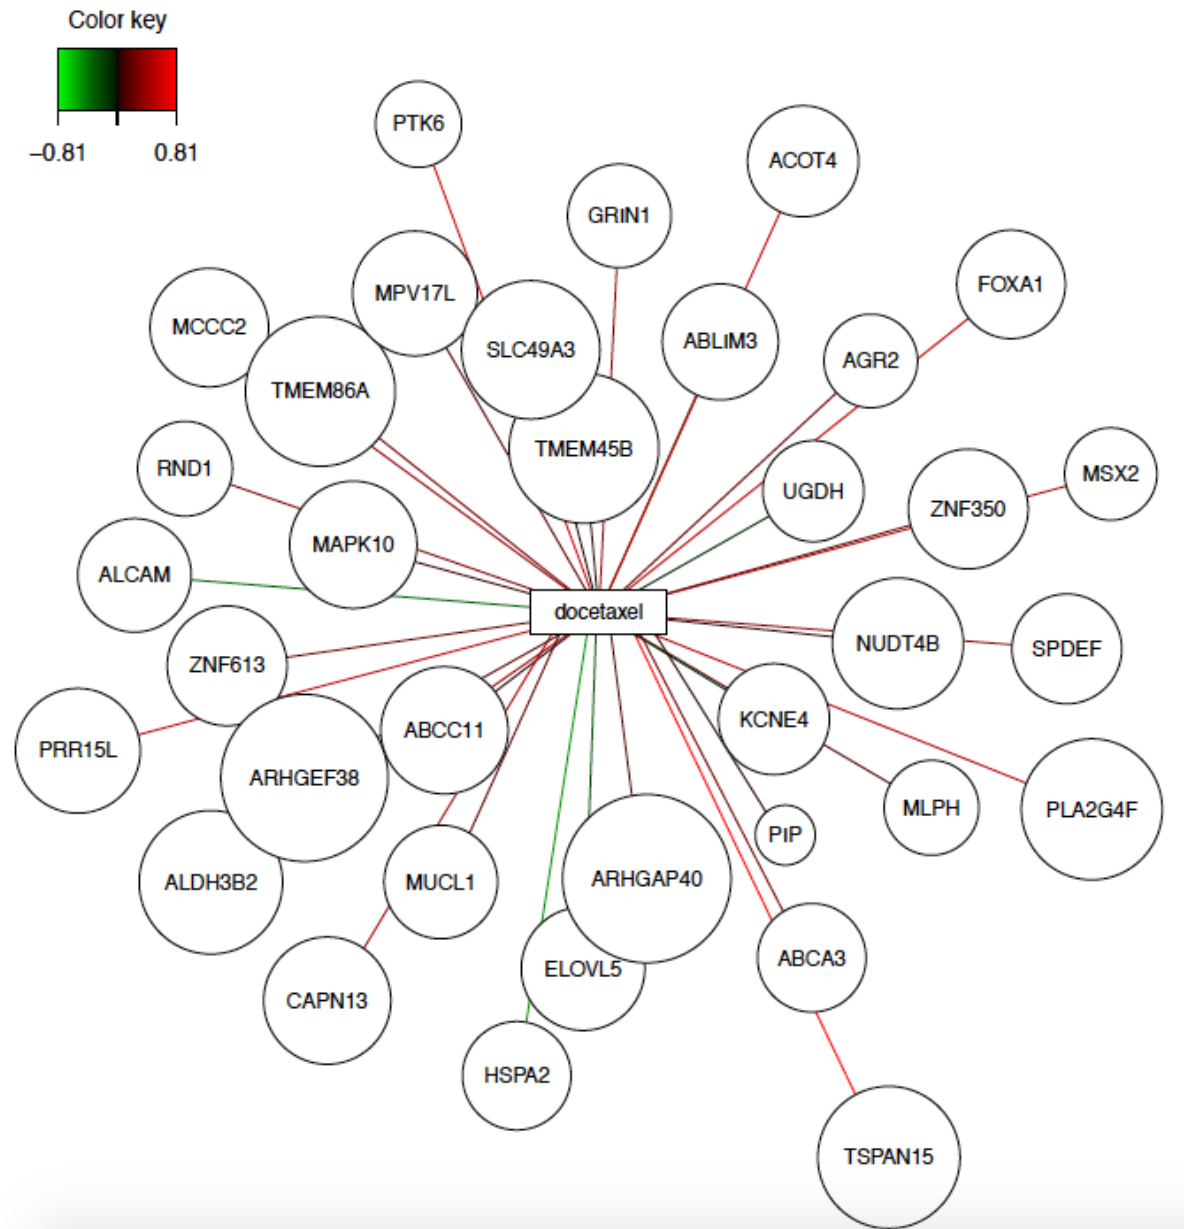 Color key
−0.81 0.81
PTK6
ACOT4
GRIN1
FOXA1
MPV17L
MCCC2
ABLIM3
SLC49A3
AGR2
TMEM86A
TMEM45B
RND1
MSX2
UGDH
ZNF350
MAPK10
ALCAM
docetaxel
NUDT4B
SPDEF
ZNF613
KCNE4
ABCC11
PRR15L
ARHGEF38
MLPH
PLA2G4F
PIP
ARHGAP40
ALDH3B2
MUCL1
ABCA3
ELOVL5
CAPN13
HSPA2
TSPAN15